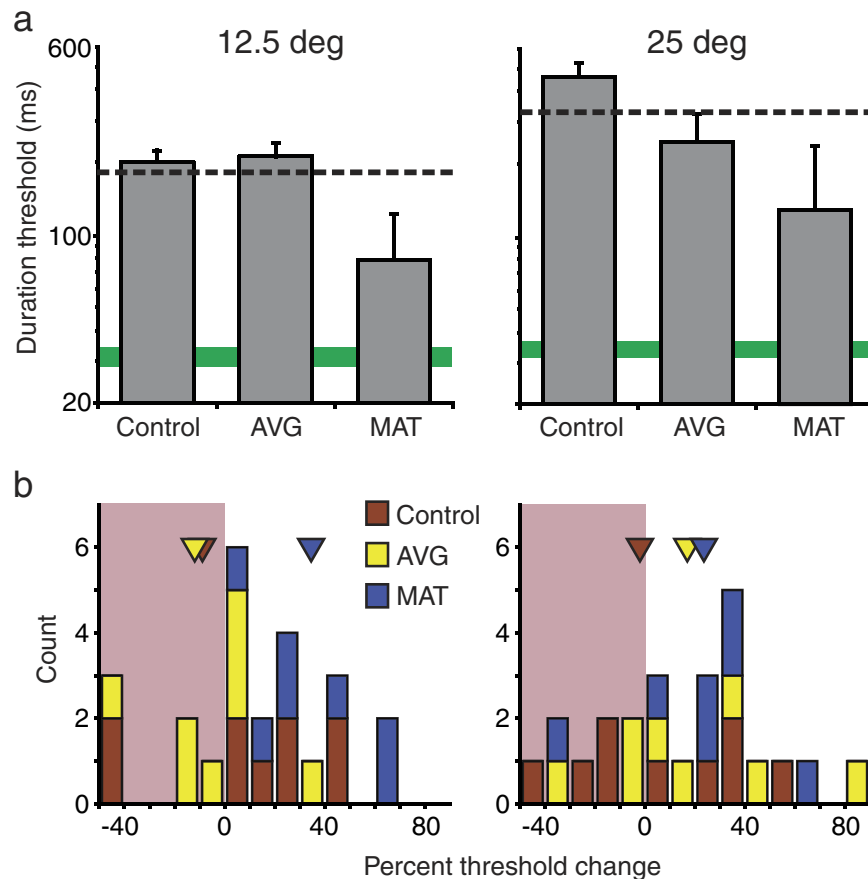 a
12.5 deg
25 deg
600
100
20
Duration threshold (ms)
Control AVG MAT
Control AVG MAT
b
Control
AVG
MAT
6
4
2
0
Count
-40 0 40 80
6
4
2
0
-40 0 40 80
Percent threshold change